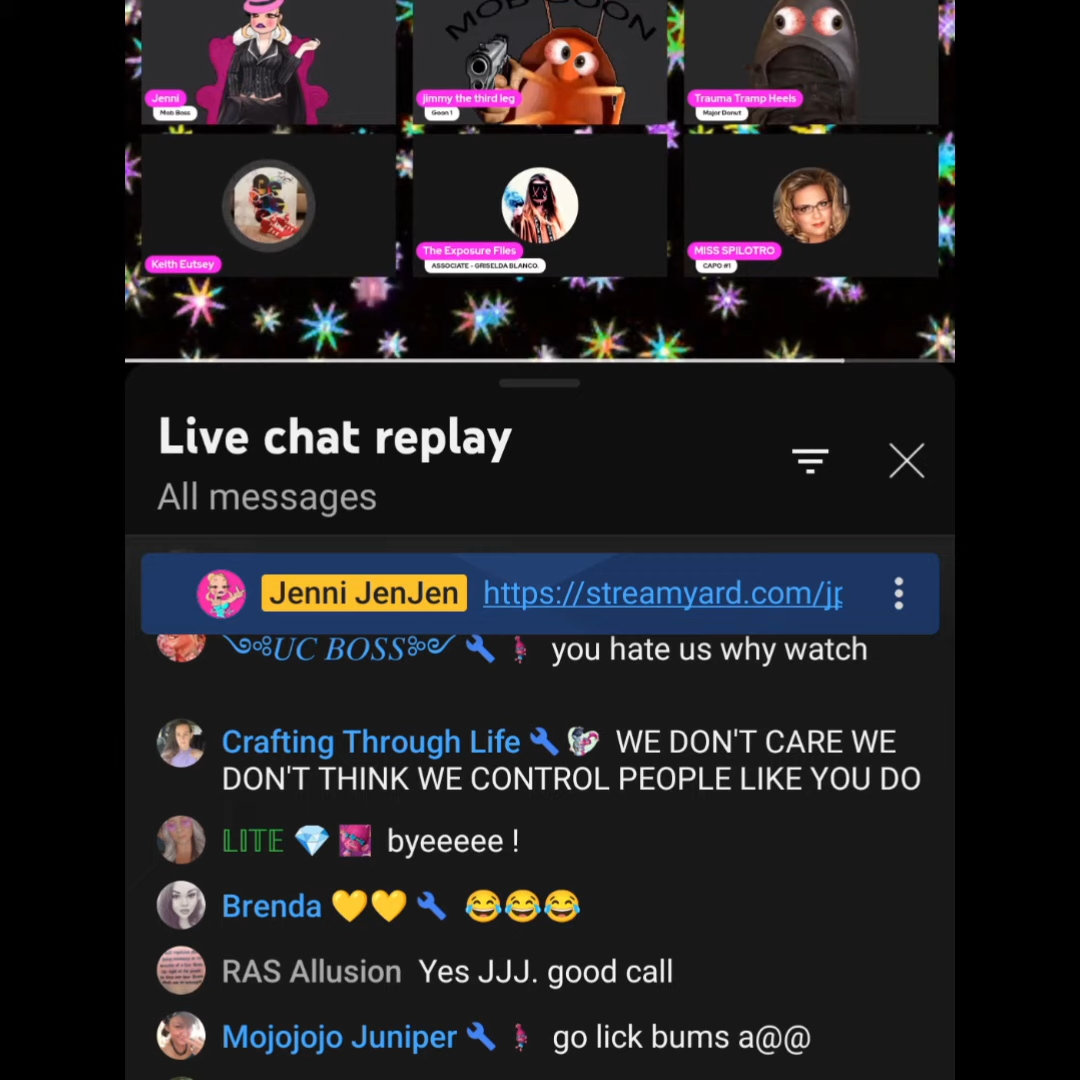 MOB GOON
Jenni
Mob Boss
jimmy the third leg
Goon 1
Trauma Tramp Heels
Major Donut
Keith Eutsey
The Exposure Files
ASSOCIATE - GRISELDA BLANCO.
MISS SPILOTRO
CAPO #1
Live chat replay
All messages
Jenni JenJen https://streamyard.com/jp
UC BOSS you hate us why watch
Crafting Through Life WE DON'T CARE WE
DON'T THINK WE CONTROL PEOPLE LIKE YOU DO
LITE 💎 byeeeee !
Brenda 💛💛 😂😂😂
RAS Allusion Yes JJJ. good call
Mojojojo Juniper go lick bums a@@